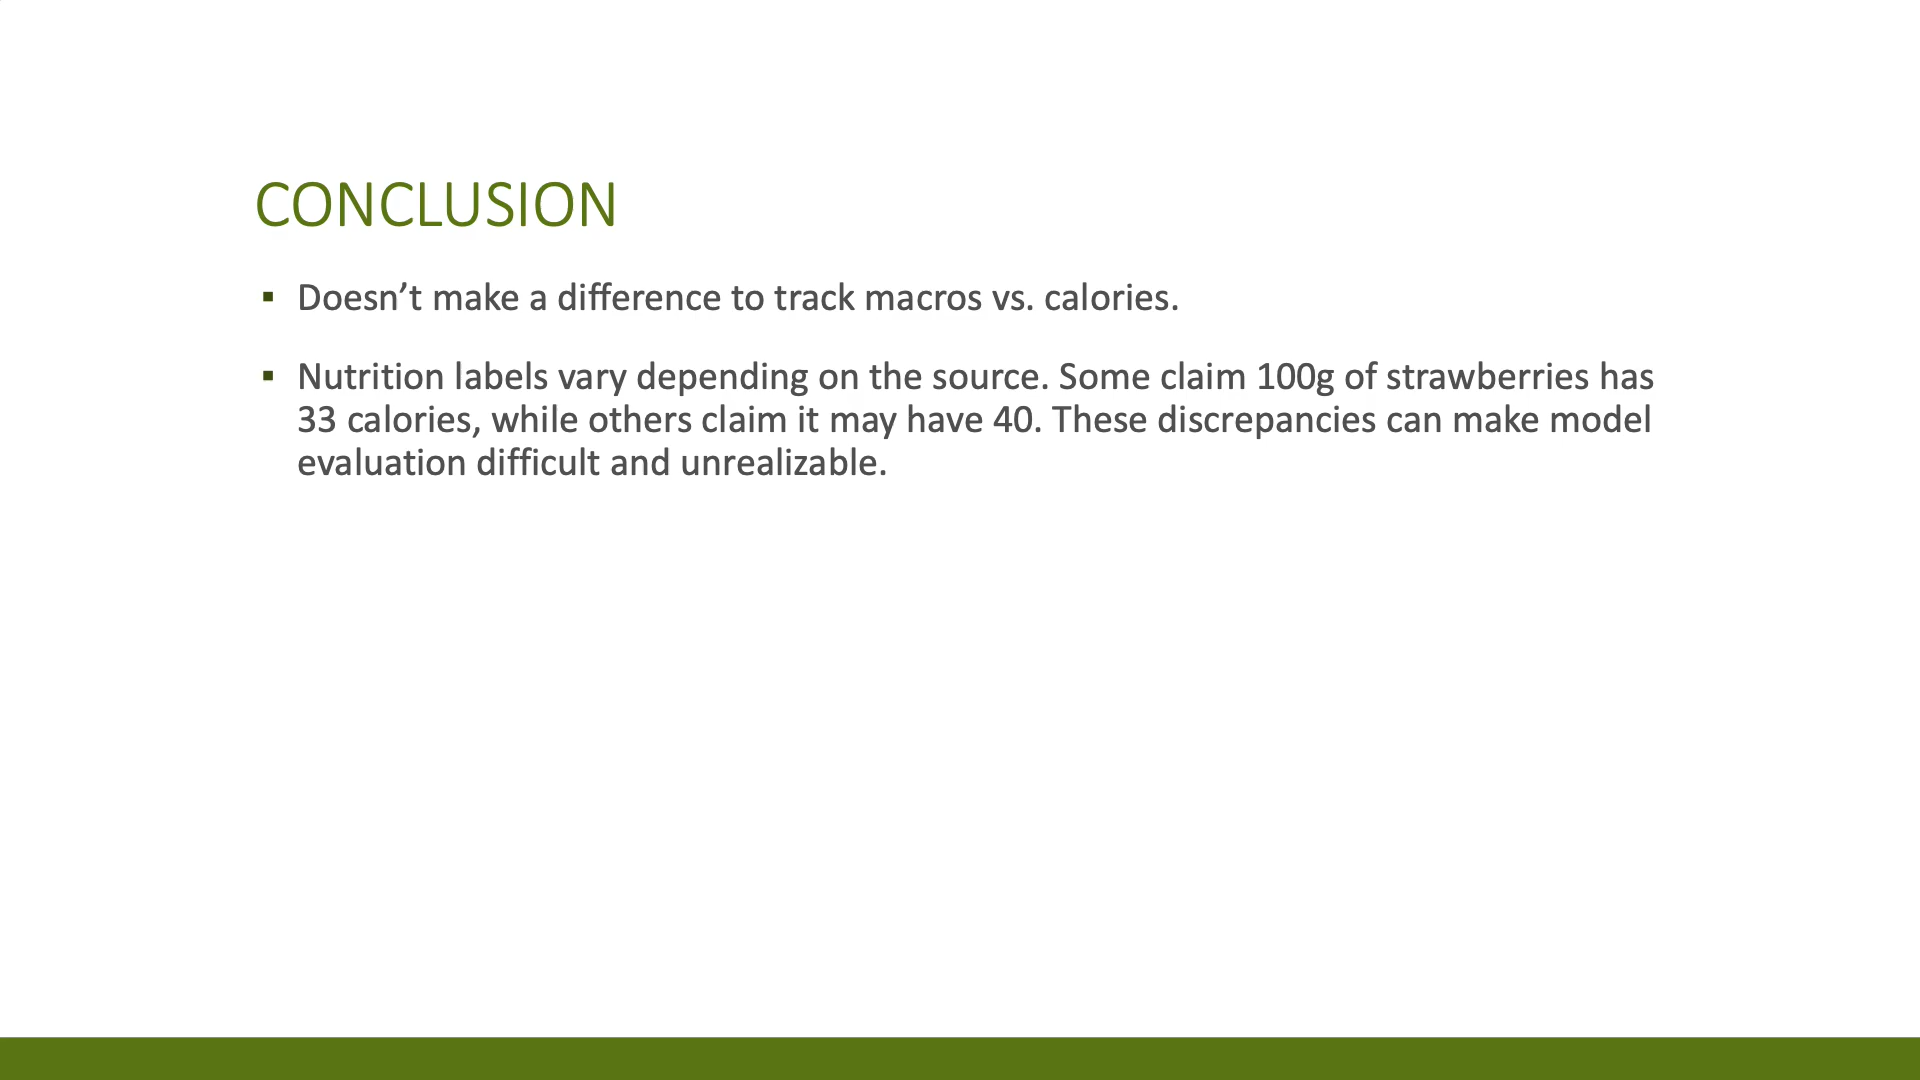 CONCLUSION
▪ Doesn’t make a difference to track macros vs. calories.
▪ Nutrition labels vary depending on the source. Some claim 100g of strawberries has
33 calories, while others claim it may have 40. These discrepancies can make model
evaluation difficult and unrealizable.